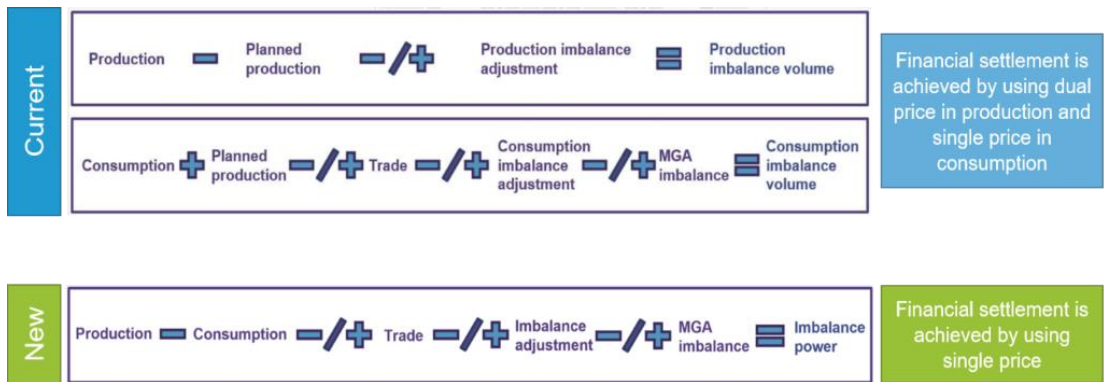 Current
Production − Planned production −/+ Production imbalance adjustment = Production imbalance volume
Consumption + Planned production −/+ Trade −/+ Consumption imbalance adjustment −/+ MGA imbalance = Consumption imbalance volume
Financial settlement is
achieved by using dual
price in production and
single price in
consumption
New
Production − Consumption −/+ Trade −/+ Imbalance adjustment −/+ MGA imbalance = Imbalance power
Financial settlement is
achieved by using
single price